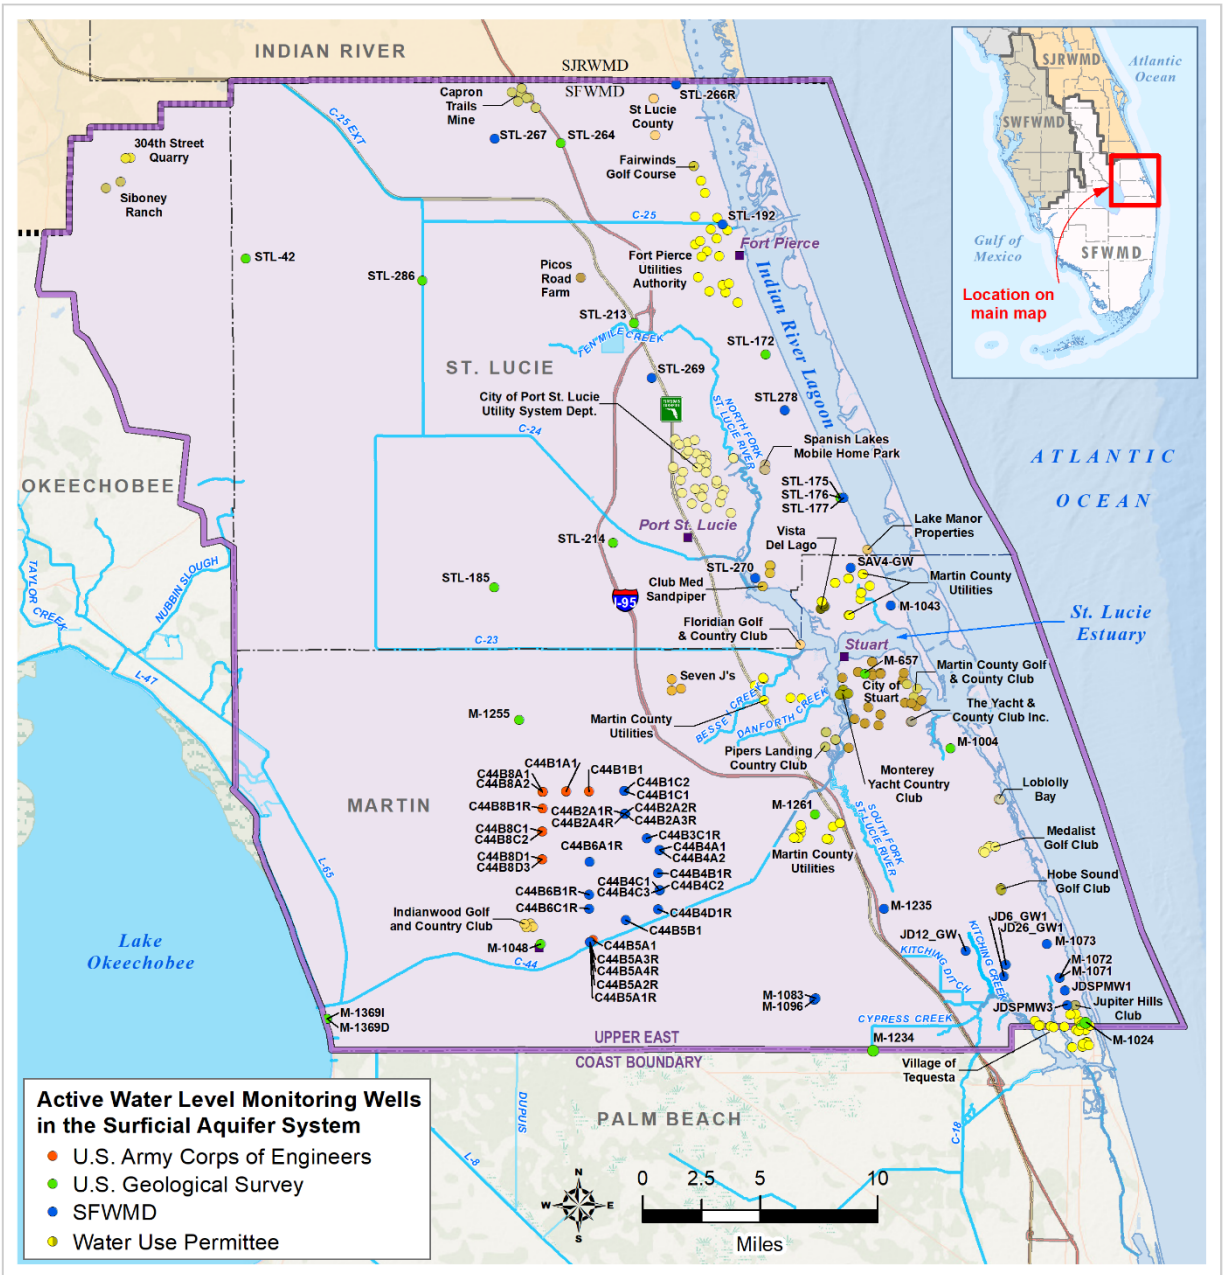 INDIAN RIVER
SJRWMD
SFWMD
Capron
Trails
Mine
St Lucie
County
STL-266R
STL-267
STL-264
C-25 EXT
304th Street
Quarry
Siboney
Ranch
Fairwinds
Golf Course
C-25
STL-192
Fort Pierce
STL-42
STL-286
Picos
Road
Farm
Fort Pierce
Utilities
Authority
Indian River Lagoon
STL-213
TEN MILE CREEK
STL-172
ST. LUCIE
STL-269
City of Port St. Lucie
Utility System Dept.
STL278
NORTH FORK
ST. LUCIE RIVER
C-24
Spanish Lakes
Mobile Home Park
STL-175
STL-176
STL-177
OKEECHOBEE
Port St. Lucie
Vista
Del Lago
Lake Manor
Properties
STL-214
STL-270
SAV4-GW
STL-185
Club Med
Sandpiper
Martin County
Utilities
I-95
M-1043
TAYLOR
CREEK
NUBBIN SLOUGH
Floridian Golf
& Country Club
St. Lucie
Estuary
C-23
Stuart
L-47
M-657
Seven J's
City of
Stuart
Martin County Golf
& Country Club
BESSEY CREEK
DANFORTH CREEK
The Yacht &
County Club Inc.
M-1255
Martin County
Utilities
Pipers Landing
Country Club
M-1004
Monterey
Yacht Country
Club
Loblolly
Bay
MARTIN
C44B1A1
C44B8A1
C44B8A2
C44B1B1
C44B1C2
C44B1C1
C44B8B1R
C44B2A1R
C44B2A4R
C44B2A2R
C44B2A3R
C44B8C1
C44B8C2
C44B6A1R
C44B3C1R
C44B4A1
C44B4A2
C44B8D1
C44B8D3
C44B4B1R
C44B4C1
C44B4C3
C44B4C2
C44B6B1R
C44B6C1R
C44B4D1R
C44B5B1
M-1261
Martin County
Utilities
SOUTH FORK
ST. LUCIE RIVER
Medalist
Golf Club
Hobe Sound
Golf Club
L-65
Indianwood Golf
and Country Club
M-1048
C-44
C44B5A1
C44B5A3R
C44B5A4R
C44B5A2R
C44B5A1R
M-1235
JD6_GW1
JD26_GW1
JD12_GW
M-1073
M-1072
M-1071
KITCHING CREEK
KITCHING DITCH
JDSPMW1
JDSPMW3
Jupiter Hills
Club
M-1083
M-1096
CYPRESS CREEK
M-1369I
M-1369D
M-1234
M-1024
Village of
Tequesta
UPPER EAST
COAST BOUNDARY
Lake
Okeechobee
ATLANTIC
OCEAN
PALM BEACH
DUPUIS
L-8
C-18
SJRWMD
SWFWMD
SFWMD
Atlantic
Ocean
Gulf of
Mexico
Location on
main map
Active Water Level Monitoring Wells
in the Surficial Aquifer System
U.S. Army Corps of Engineers
U.S. Geological Survey
SFWMD
Water Use Permittee
N
W E
S
0 2.5 5 10
Miles